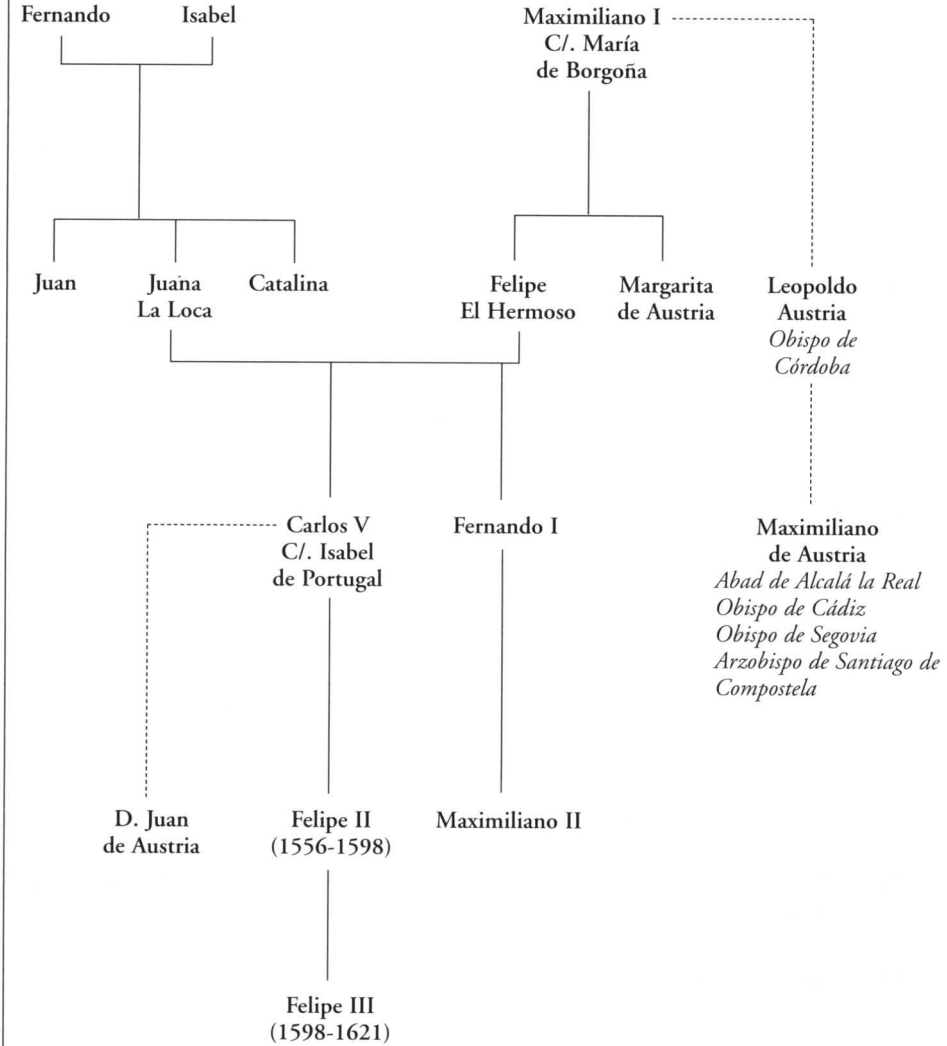 Fernando Isabel Maximiliano I
C/. María
de Borgoña
Juan Juana Catalina Felipe Margarita Leopoldo
La Loca El Hermoso de Austria Austria
Obispo de
Córdoba
Carlos V Fernando I Maximiliano
C/. Isabel de Austria
de Portugal Abad de Alcalá la Real
Obispo de Cádiz
Obispo de Segovia
Arzobispo de Santiago de
Compostela
D. Juan Felipe II Maximiliano II
de Austria (1556-1598)
Felipe III
(1598-1621)